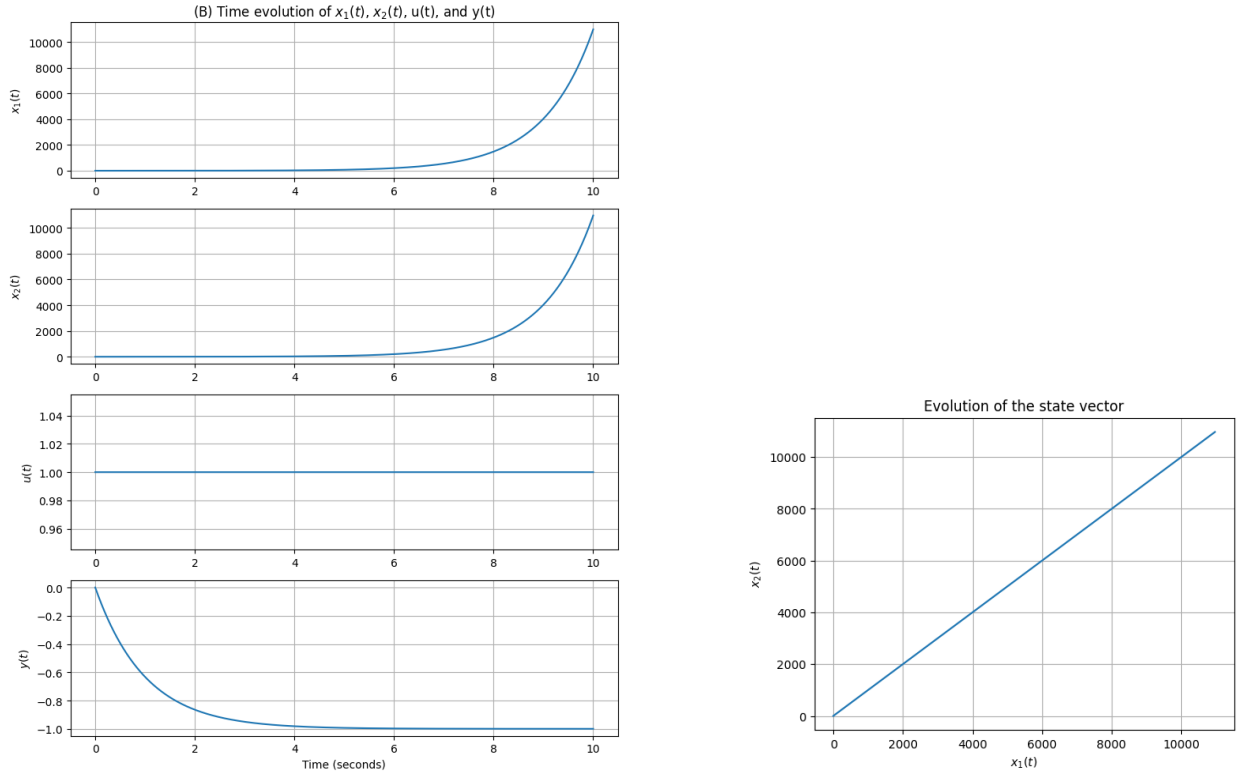 (B) Time evolution of x₁(t), x₂(t), u(t), and y(t)
x₁(t)
10000
8000
6000
4000
2000
0
0 2 4 6 8 10
x₂(t)
10000
8000
6000
4000
2000
0
0 2 4 6 8 10
u(t)
1.04
1.02
1.00
0.98
0.96
0 2 4 6 8 10
y(t)
0.0
−0.2
−0.4
−0.6
−0.8
−1.0
0 2 4 6 8 10
Time (seconds)
Evolution of the state vector
x₂(t)
10000
8000
6000
4000
2000
0
0 2000 4000 6000 8000 10000
x₁(t)